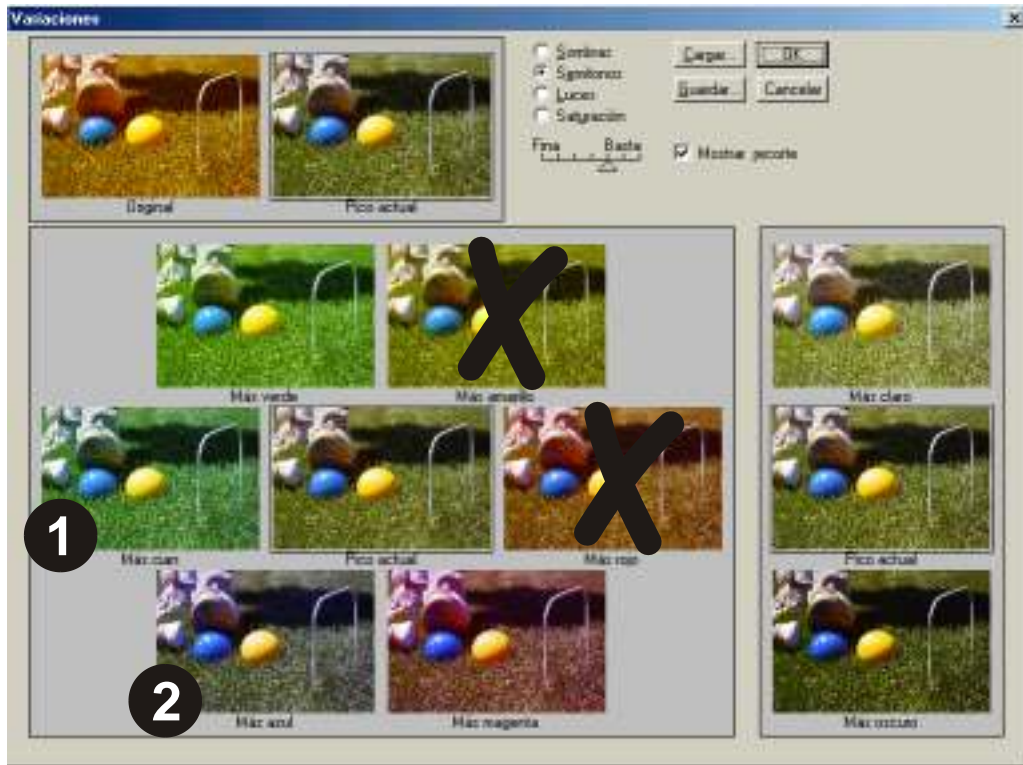 Variaciones
Original
Pico actual
Sombras
Semitonos
Luces
Saturación
Fina Basta
Cargar...
OK
Guardar...
Cancelar
Mostrar recorte
Más verde
Más amarillo
Más claro
Más cian
Pico actual
Más rojo
Pico actual
1
Más azul
Más magenta
Más oscuro
2